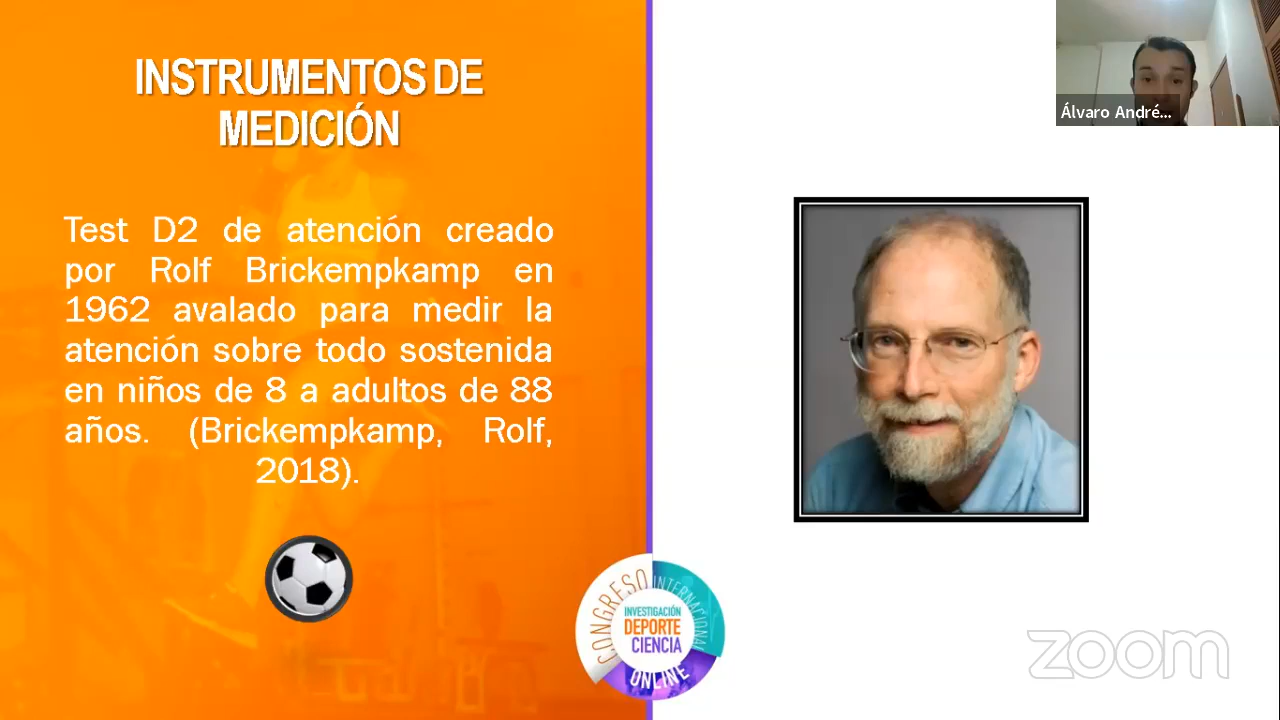 INSTRUMENTOS DE
MEDICIÓN
Test D2 de atención creado
por Rolf Brickempkamp en
1962 avalado para medir la
atención sobre todo sostenida
en niños de 8 a adultos de 88
años. (Brickempkamp, Rolf,
2018).
Álvaro André...
CONGRESO INTERNACIONAL
INVESTIGACIÓN
DEPORTE
CIENCIA
ONLINE
zoom